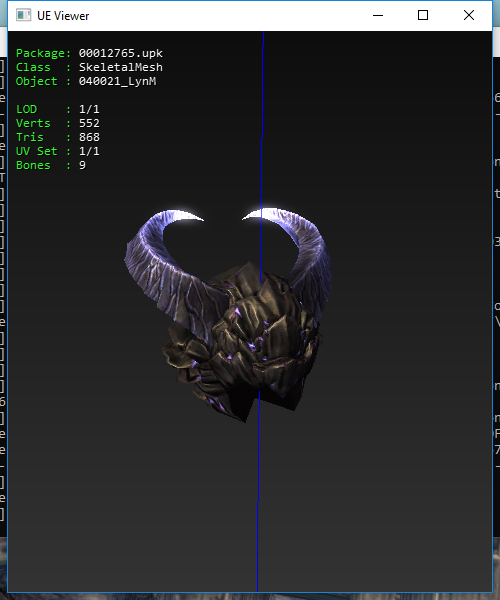 UE Viewer
Package: 00012765.upk
Class : SkeletalMesh
Object : 040021_LynM
LOD : 1/1
Verts : 552
Tris : 868
UV Set : 1/1
Bones : 9